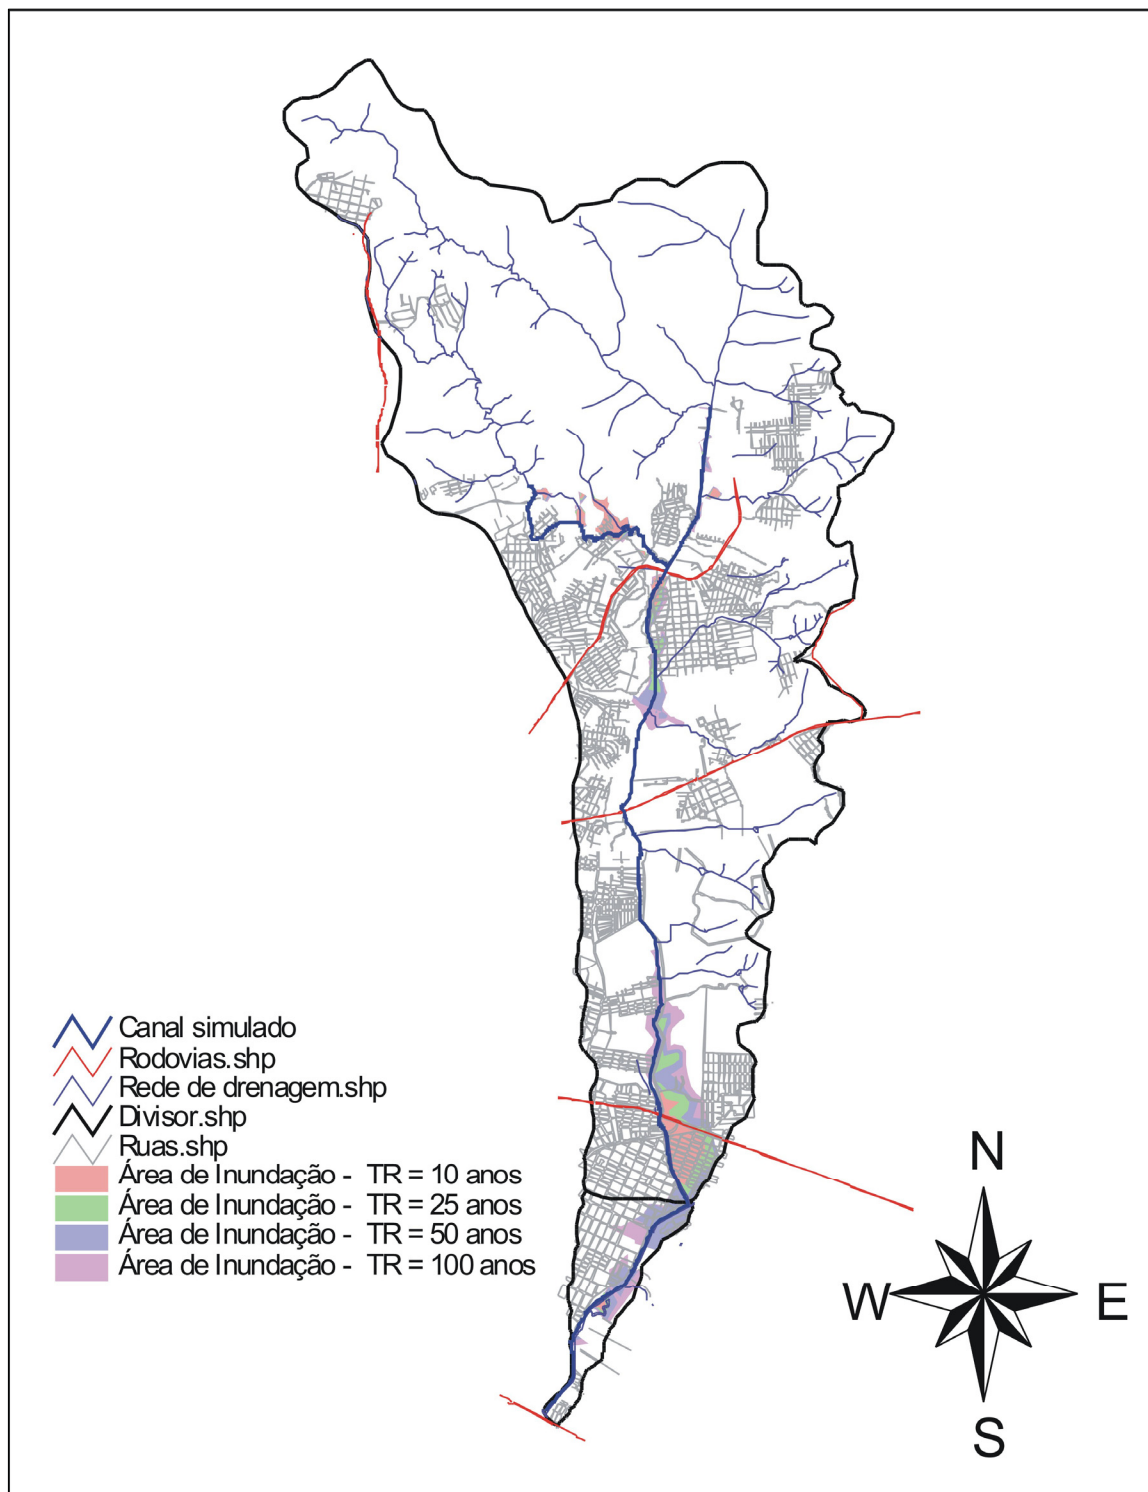 Canal simulado
Rodovias.shp
Rede de drenagem.shp
Divisor.shp
Ruas.shp
Área de Inundação - TR = 10 anos
Área de Inundação - TR = 25 anos
Área de Inundação - TR = 50 anos
Área de Inundação - TR = 100 anos
N
W
E
S